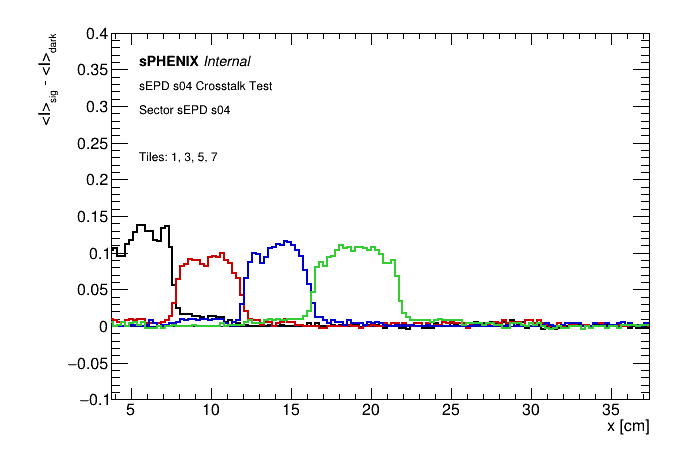 0.4
0.35
0.3
0.25
0.2
0.15
0.1
0.05
0
−0.05
−0.1
<I>sig - <I>dark
sPHENIX Internal
sEPD s04 Crosstalk Test
Sector sEPD s04
Tiles: 1, 3, 5, 7
5 10 15 20 25 30 35
x [cm]